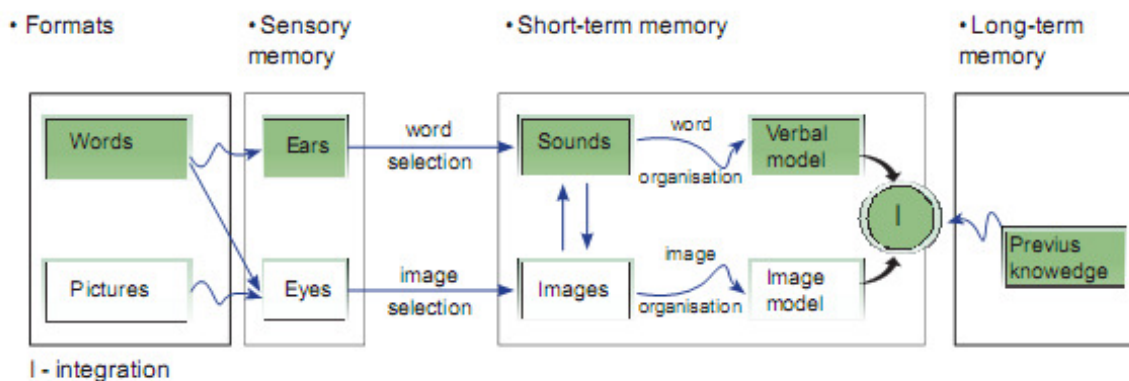 • Formats
• Sensory
memory
• Short-term memory
• Long-term
memory
Words
Ears
word
selection
Sounds
word
organisation
Verbal
model
I
Previus
knowedge
Pictures
Eyes
image
selection
Images
image
organisation
Image
model
I - integration